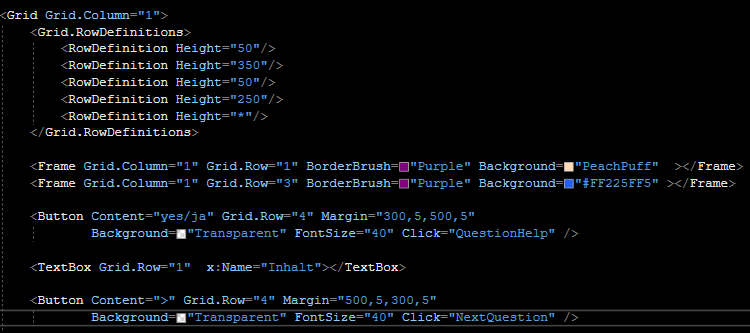 <Grid Grid.Column="1">
<Grid.RowDefinitions>
<RowDefinition Height="50"/>
<RowDefinition Height="350"/>
<RowDefinition Height="50"/>
<RowDefinition Height="250"/>
<RowDefinition Height="*"/>
</Grid.RowDefinitions>
<Frame Grid.Column="1" Grid.Row="1" BorderBrush="Purple" Background="PeachPuff"  ></Frame>
<Frame Grid.Column="1" Grid.Row="3" BorderBrush="Purple" Background="#FF225FF5" ></Frame>
<Button Content="yes/ja" Grid.Row="4" Margin="300,5,500,5"
Background="Transparent" FontSize="40" Click="QuestionHelp" />
<TextBox Grid.Row="1"  x:Name="Inhalt"></TextBox>
<Button Content=">" Grid.Row="4" Margin="500,5,300,5"
Background="Transparent" FontSize="40" Click="NextQuestion" />